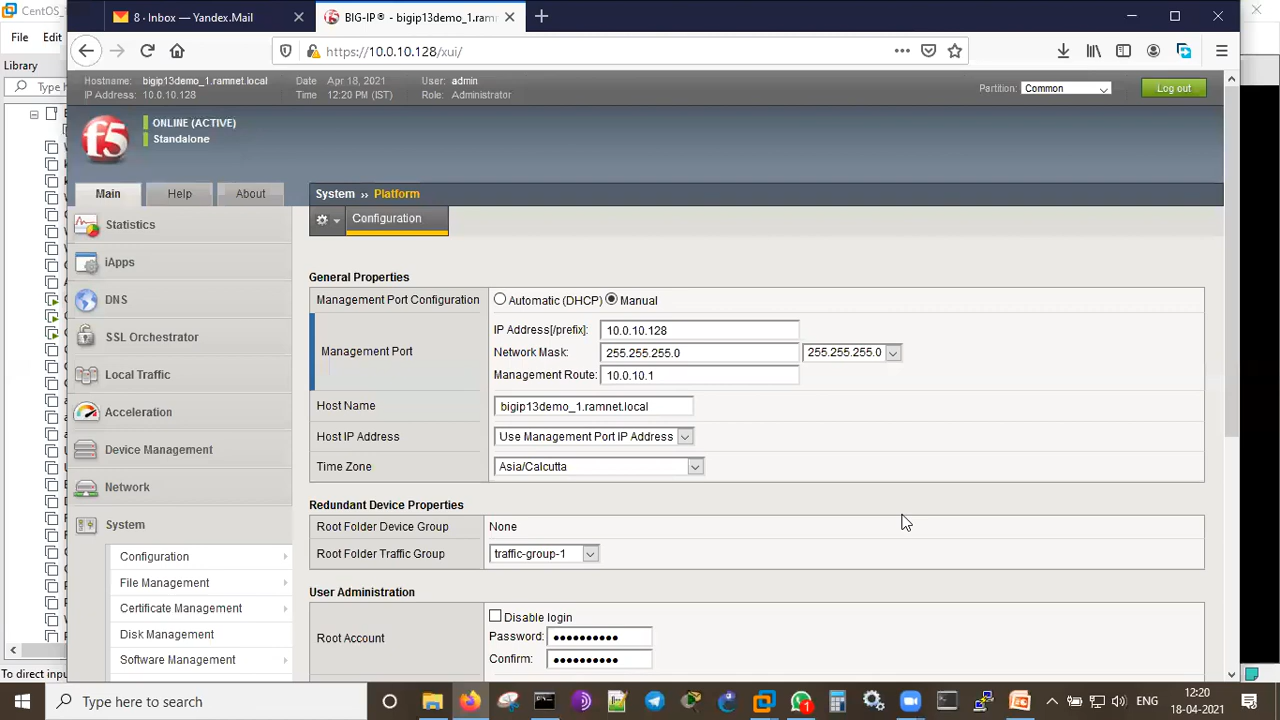 CentOS_
File Edit
Library
Type h
To direct inpu
8 · Inbox — Yandex.Mail
BIG-IP® - bigip13demo_1.ramn
https://10.0.10.128/xui/
Hostname: bigip13demo_1.ramnet.local
IP Address: 10.0.10.128
Date Apr 18, 2021
Time 12:20 PM (IST)
User: admin
Role: Administrator
Partition: Common
Log out
f5
ONLINE (ACTIVE)
Standalone
Main Help About
System ›› Platform
Configuration
Statistics
iApps
DNS
SSL Orchestrator
Local Traffic
Acceleration
Device Management
Network
System
Configuration
File Management
Certificate Management
Disk Management
Software Management
General Properties
Management Port Configuration Automatic (DHCP) Manual
Management Port
IP Address[/prefix]: 10.0.10.128
Network Mask: 255.255.255.0 255.255.255.0
Management Route: 10.0.10.1
Host Name bigip13demo_1.ramnet.local
Host IP Address Use Management Port IP Address
Time Zone Asia/Calcutta
Redundant Device Properties
Root Folder Device Group None
Root Folder Traffic Group traffic-group-1
User Administration
Root Account
Disable login
Password: ●●●●●●●●●●
Confirm: ●●●●●●●●●●
Type here to search
ENG
12:20
18-04-2021